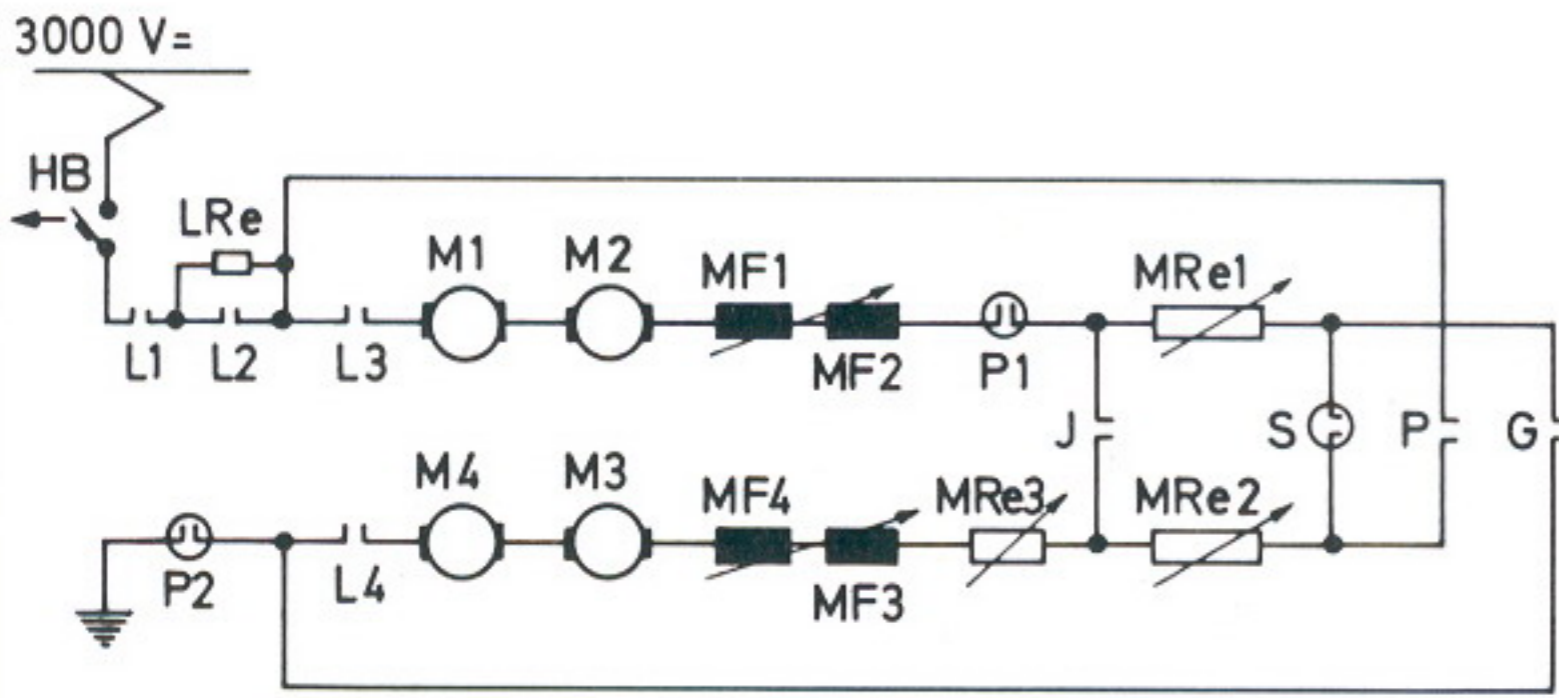 3000 V=
HB
LRe
M1 M2 MF1 MRe1
L1 L2 L3 MF2 P1
J S P G
M4 M3 MF4 MRe3 MRe2
P2 L4 MF3